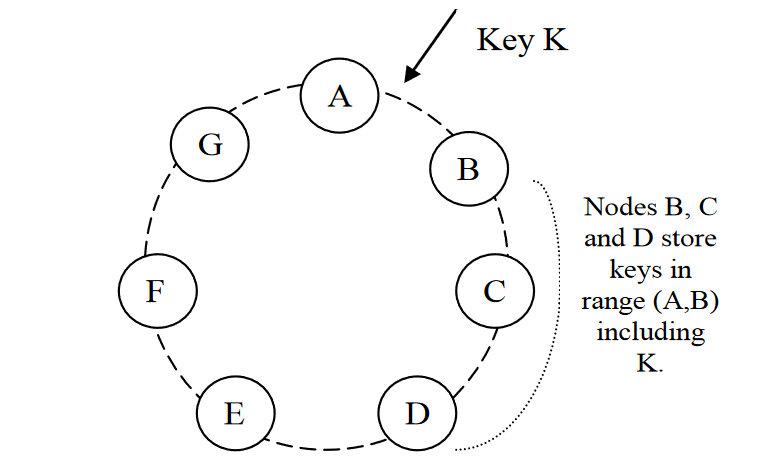 Key K
A
G
B
Nodes B, C
and D store
keys in
range (A,B)
including
K.
F
C
E
D